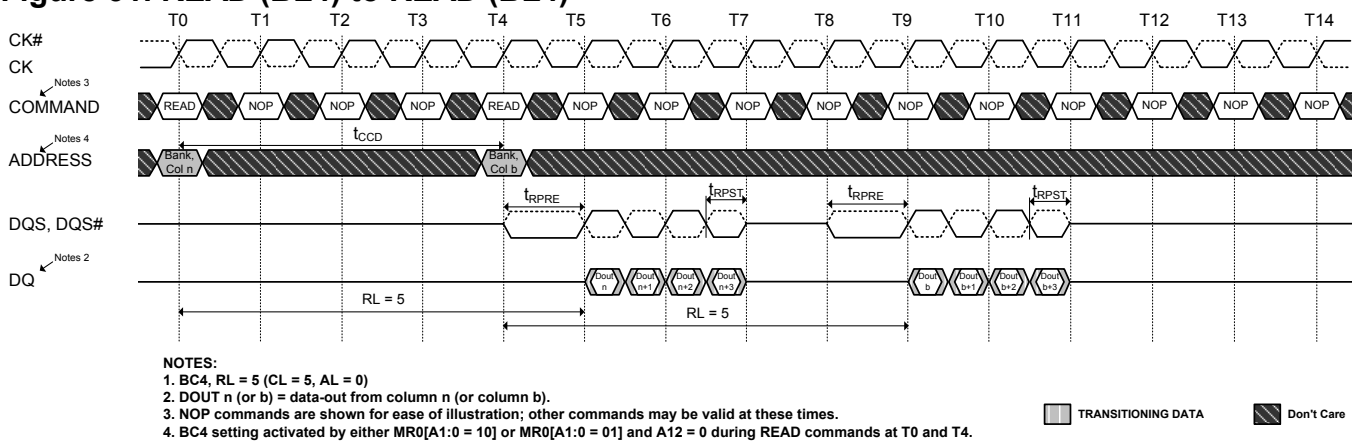 Figure READ to READ
T0 T1 T2 T3 T4 T5 T6 T7 T8 T9 T10 T11 T12 T13 T14
CK#
CK
Notes 3
COMMAND READ NOP NOP NOP READ NOP NOP NOP NOP NOP NOP NOP NOP NOP NOP
tCCD
Notes 4
ADDRESS Bank, Col n Bank, Col b
tRPRE tRPST tRPRE tRPST
DQS, DQS#
Notes 2
DQ Dout n Dout n+1 Dout n+2 Dout n+3 Dout b Dout b+1 Dout b+2 Dout b+3
RL = 5
RL = 5
NOTES:
1. BC4, RL = 5 (CL = 5, AL = 0)
2. DOUT n (or b) = data-out from column n (or column b).
3. NOP commands are shown for ease of illustration; other commands may be valid at these times.
4. BC4 setting activated by either MR0[A1:0 = 10] or MR0[A1:0 = 01] and A12 = 0 during READ commands at T0 and T4.
TRANSITIONING DATA
Don't Care